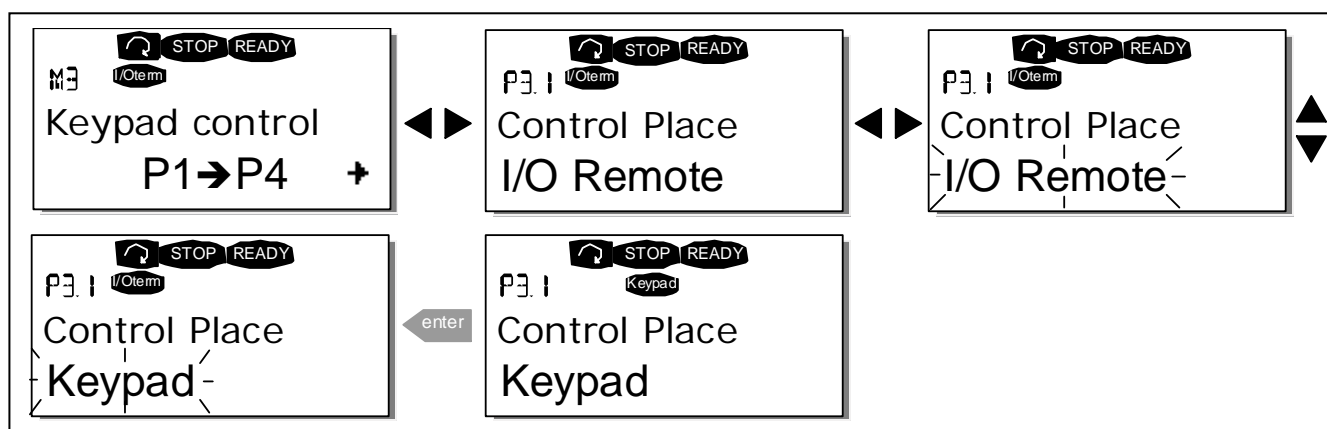 STOP READY
M3 I/Oterm
Keypad control
P1➔P4
STOP READY
P3.1 I/Oterm
Control Place
I/O Remote
STOP READY
P3.1 I/Oterm
Control Place
I/O Remote
STOP READY
P3.1 I/Oterm
Control Place
Keypad
enter
STOP READY
P3.1 Keypad
Control Place
Keypad